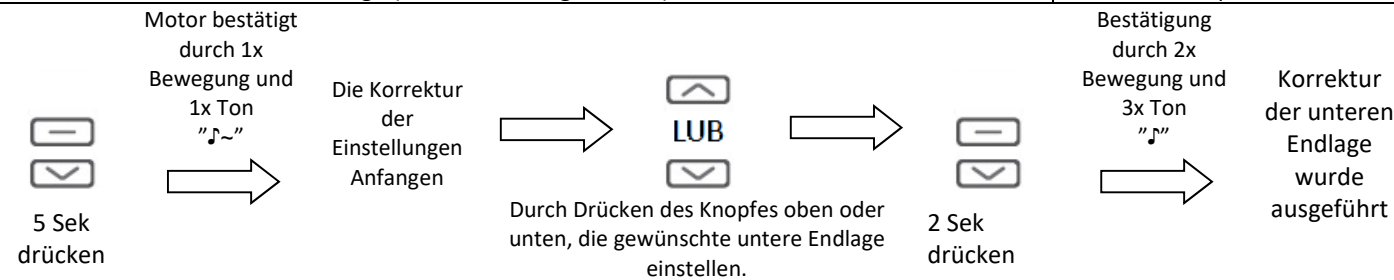 5 Sek
drücken
Motor bestätigt
durch 1x
Bewegung und
1x Ton
"♪~"
Die Korrektur
der
Einstellungen
Anfangen
LUB
Durch Drücken des Knopfes oben oder
unten, die gewünschte untere Endlage
einstellen.
2 Sek
drücken
Bestätigung
durch 2x
Bewegung und
3x Ton
"♪"
Korrektur
der unteren
Endlage
wurde
ausgeführt